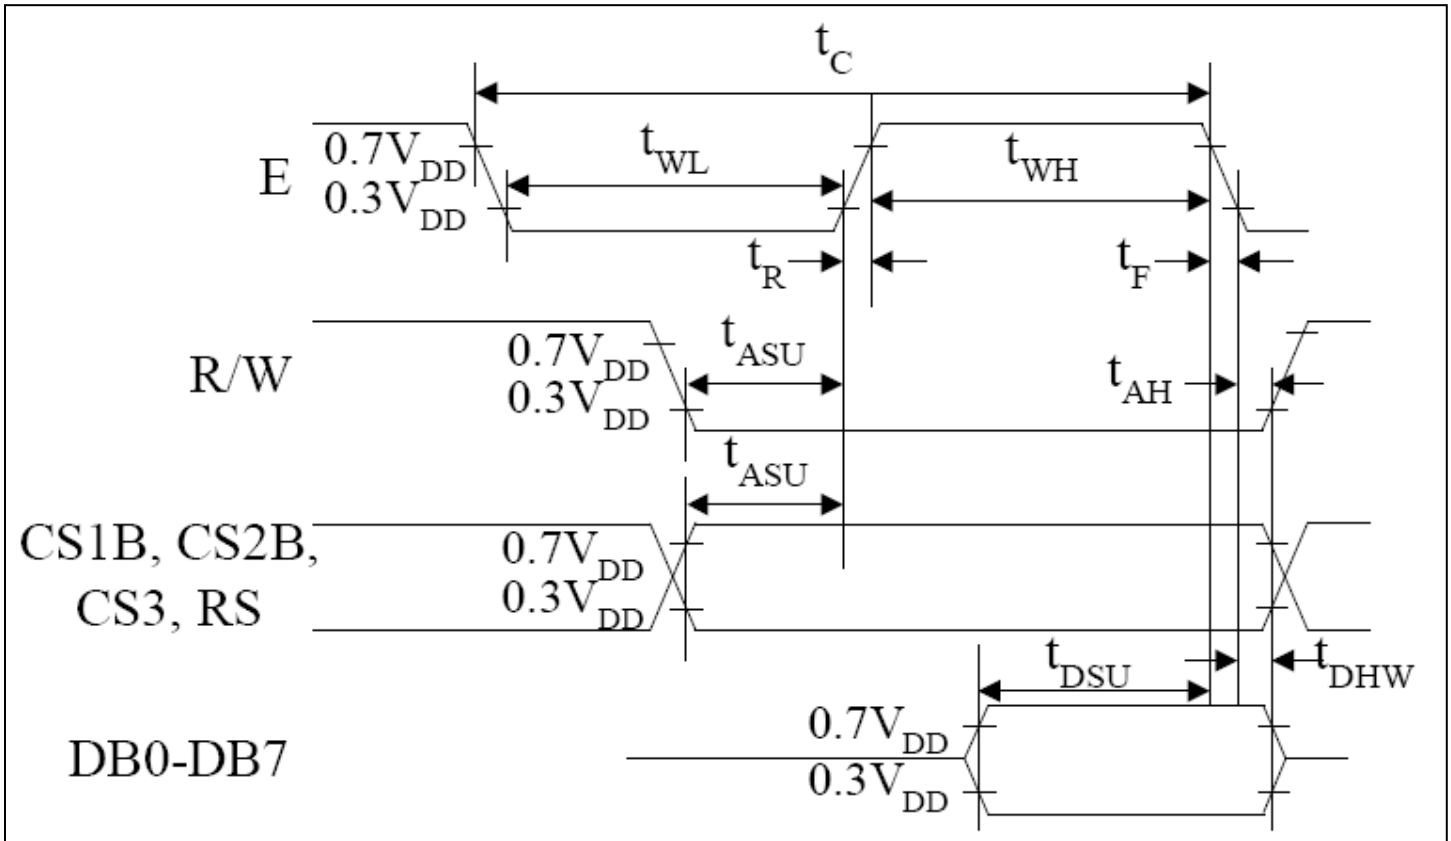 tC
E
0.7VDD
0.3VDD
tWL
tWH
tR
tF
R/W
0.7VDD
0.3VDD
tASU
tAH
tASU
CS1B, CS2B,
CS3, RS
0.7VDD
0.3VDD
tDSU
tDHW
DB0-DB7
0.7VDD
0.3VDD